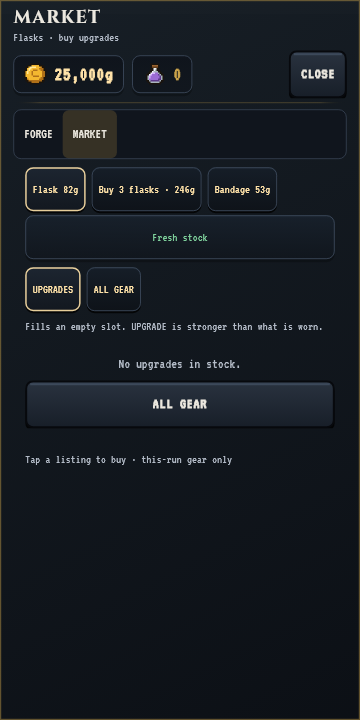 MARKET
Flasks · buy upgrades
25,000g
0
CLOSE
FORGE
MARKET
Flask 82g
Buy 3 flasks · 246g
Bandage 53g
Fresh stock
UPGRADES
ALL GEAR
Fills an empty slot. UPGRADE is stronger than what is worn.
No upgrades in stock.
ALL GEAR
Tap a listing to buy · this-run gear only